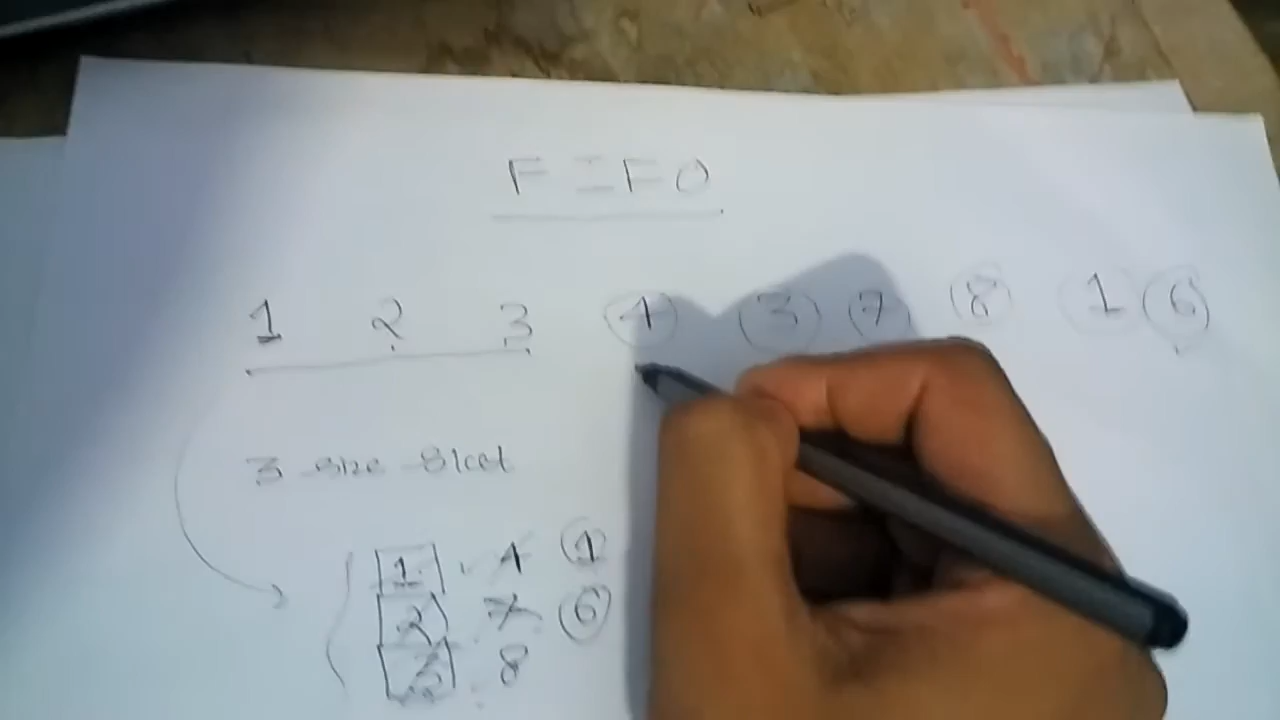 FIFO
1 2 3 4 3 7 8 1 6
3 size slot
1 4 1
2 7 6
3 8